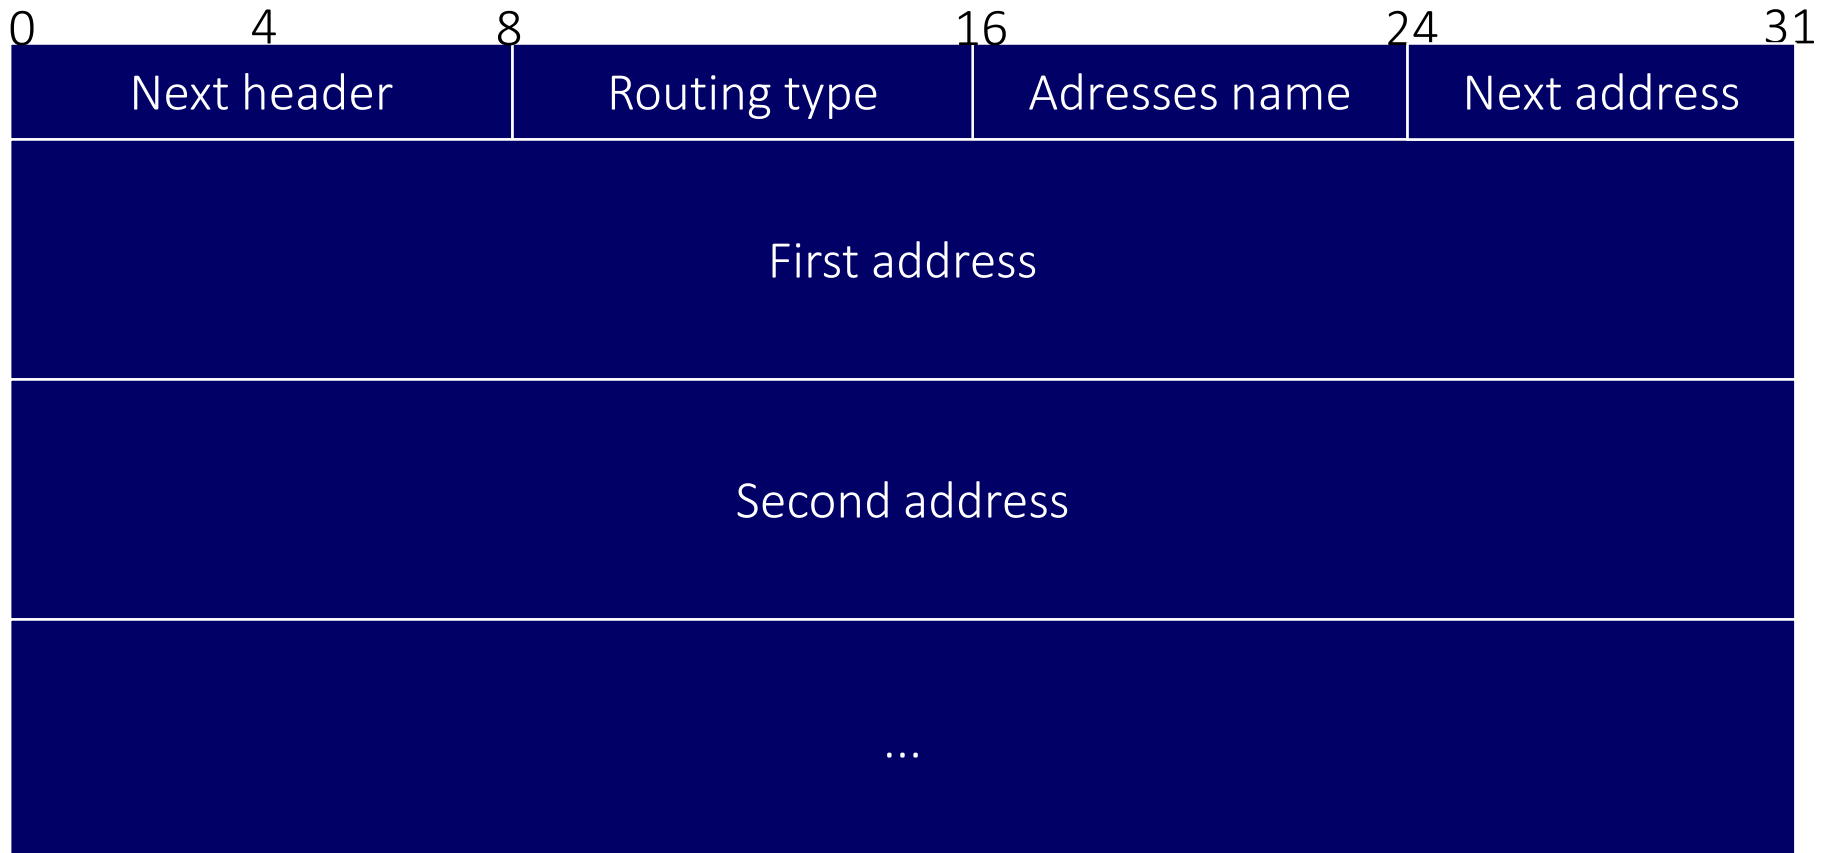 0 4 8 16 24 31
Next header Routing type Adresses name Next address
First address
Second address
...